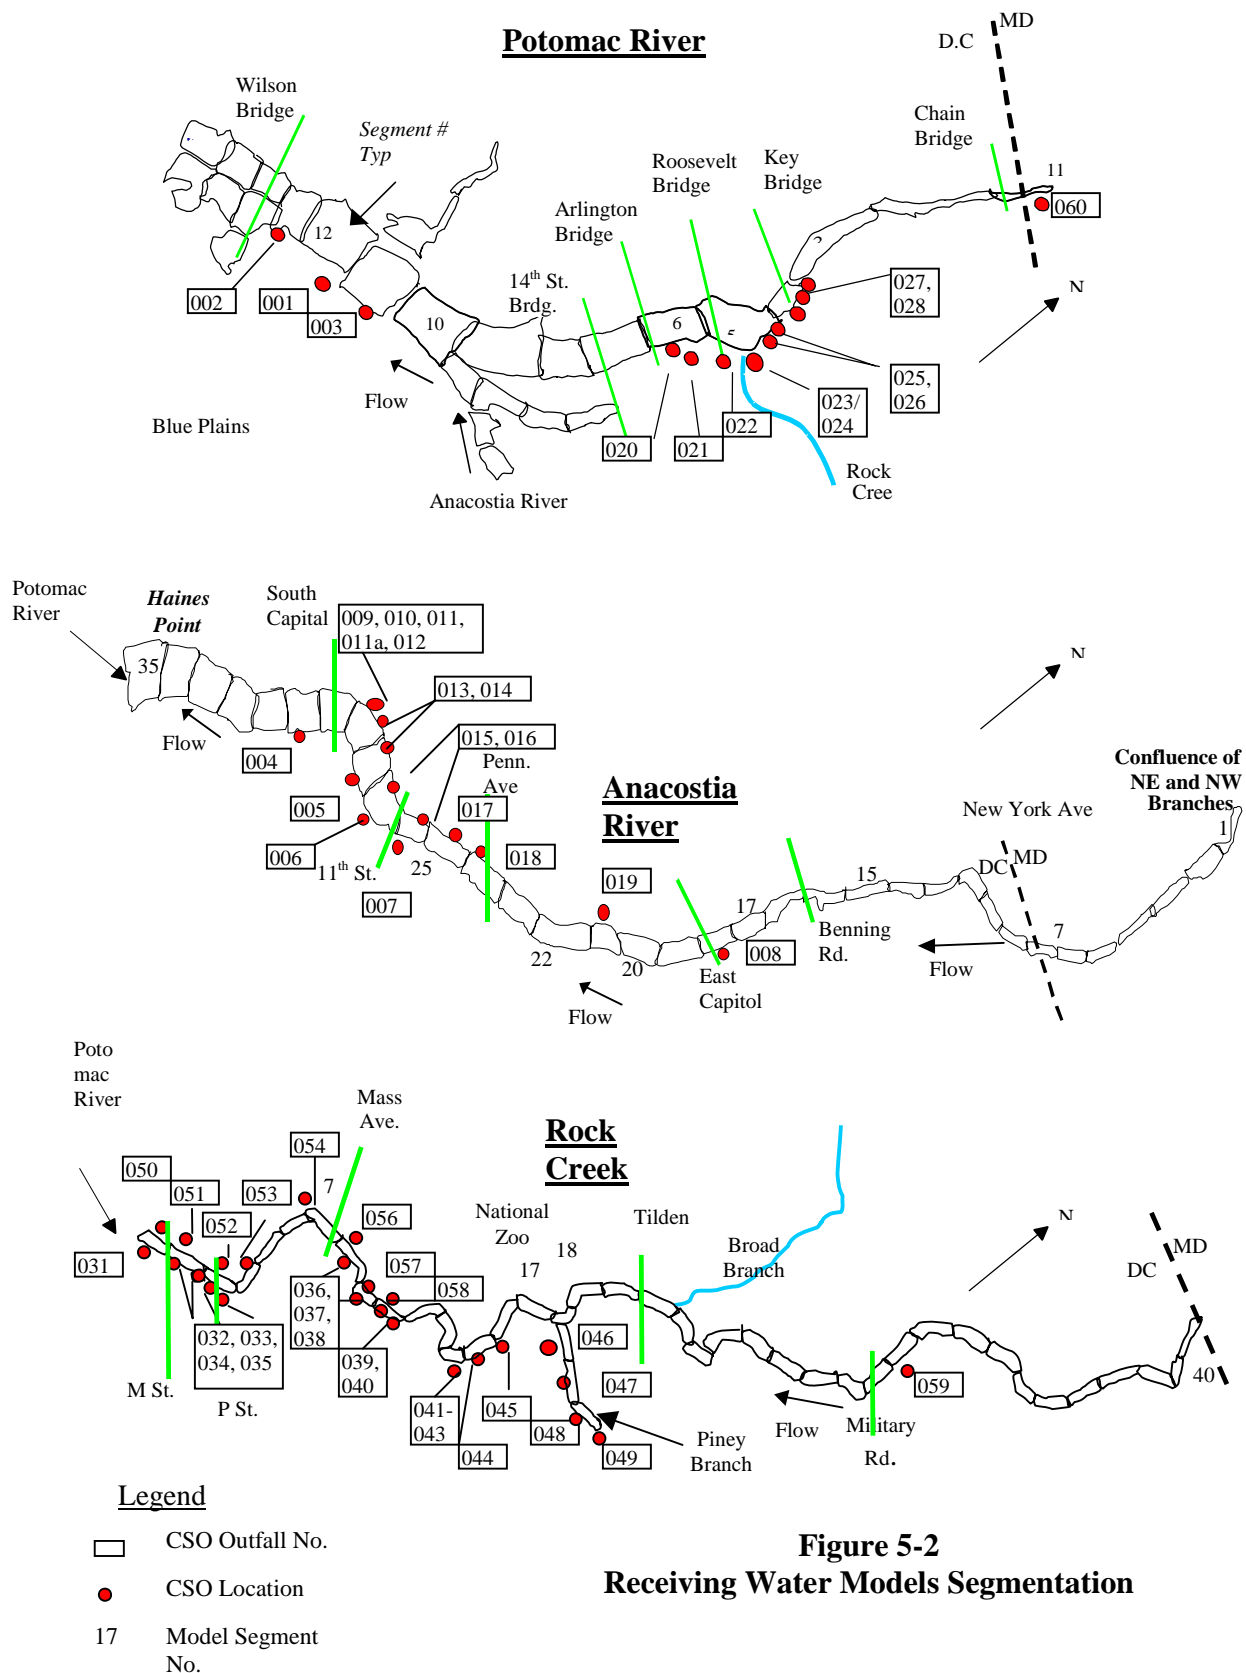 Potomac River
MD
D.C
Wilson
Bridge
Segment #
Typ
Chain
Bridge
Roosevelt
Bridge
Key
Bridge
11
060
Arlington
Bridge
12
14th St.
Brdg.
002
001
003
10
6
5
027,
028
N
Flow
025,
026
023/
024
022
021
020
Blue Plains
Rock
Cree
Anacostia River
Potomac
River
Haines
Point
South
Capital
009, 010, 011,
011a, 012
35
013, 014
N
Flow
004
015, 016
Penn.
Ave
Anacostia
River
Confluence of
NE and NW
Branches
New York Ave
005
017
1
006
11th St.
25
018
DC
MD
15
007
019
17
7
22
20
008
Benning
Rd.
Flow
East
Capitol
Flow
Poto
mac
River
Mass
Ave.
Rock
Creek
054
050
7
051
053
056
National
Zoo
18
N
052
Tilden
Broad
Branch
MD
DC
031
17
057
058
036,
037,
038
046
032, 033,
034, 035
039,
040
047
059
40
M St.
P St.
041-
043
045
048
Flow
Military
Rd.
044
049
Piney
Branch
Legend
CSO Outfall No.
CSO Location
17
Model Segment
No.
Figure 5-2
Receiving Water Models Segmentation